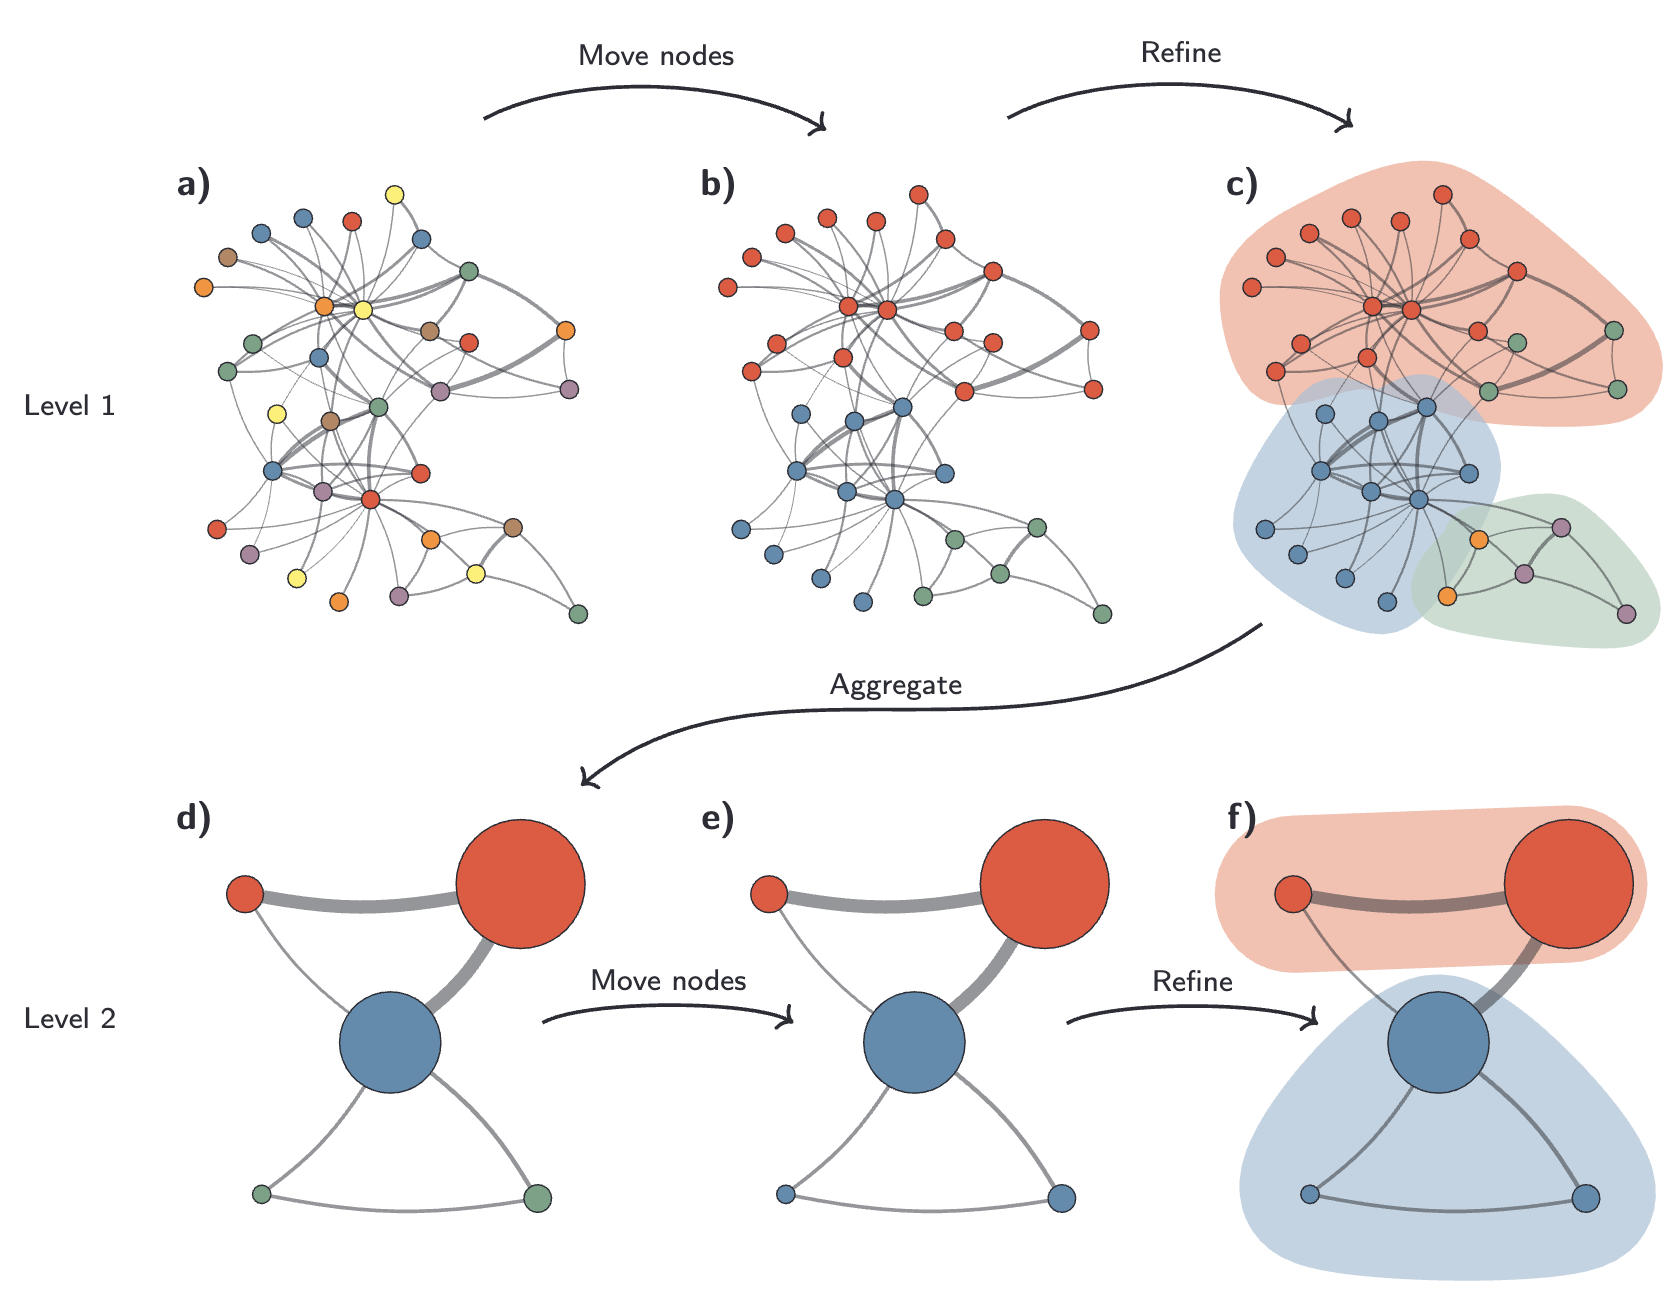 Move nodes
Refine
a)
b)
c)
Level 1
Aggregate
d)
e)
f)
Move nodes
Refine
Level 2